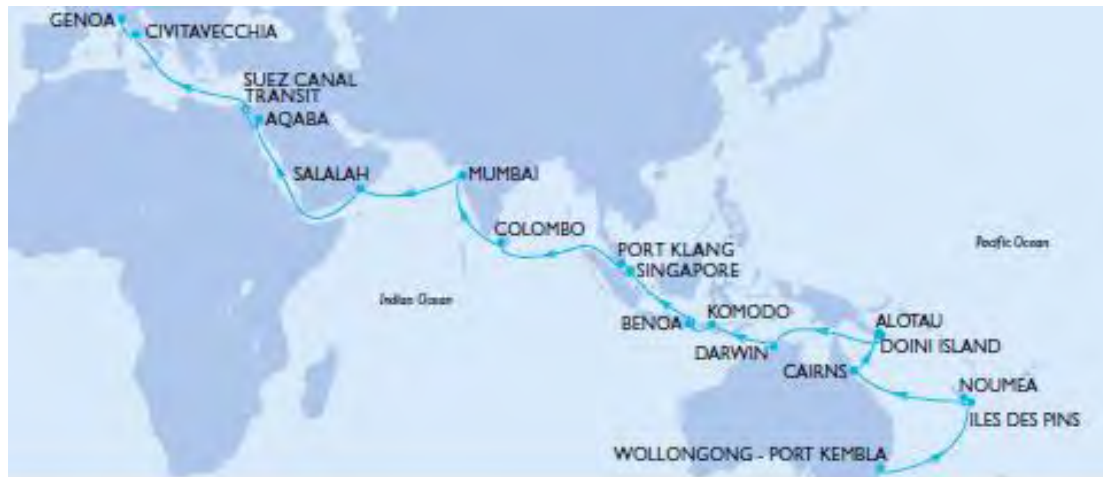 GENOA
CIVITAVECCHIA
SUEZ CANAL
TRANSIT
AQABA
SALALAH
MUMBAI
COLOMBO
PORT KLANG
SINGAPORE
Pacific Ocean
Indian Ocean
KOMODO
BENOA
ALOTAU
DOINI ISLAND
DARWIN
CAIRNS
NOUMEA
ILES DES PINS
WOLLONGONG - PORT KEMBLA